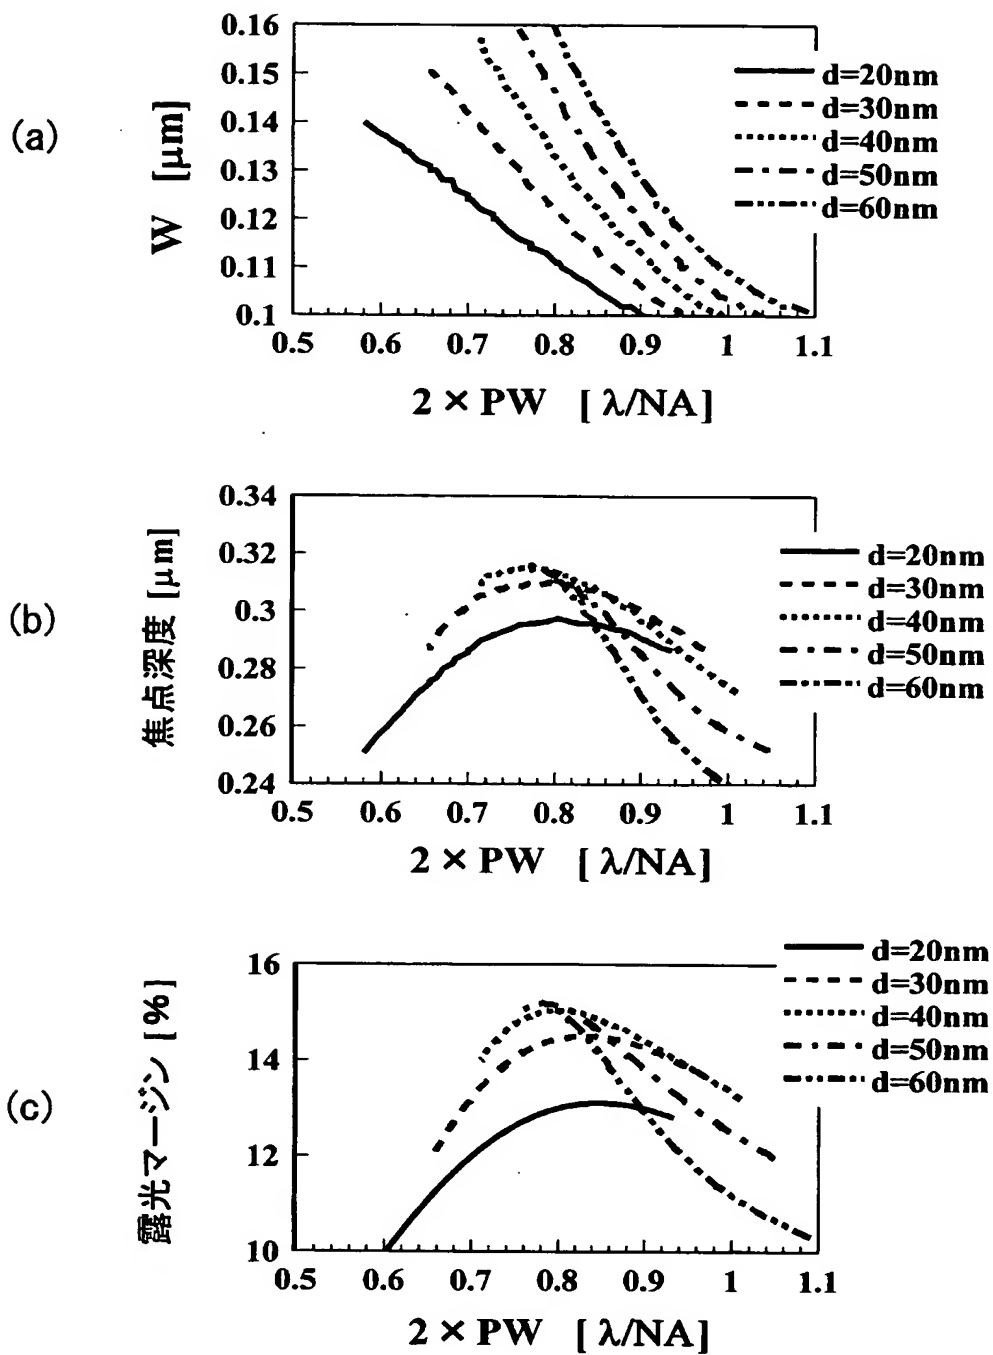 (a)
W [μm]
0.16
0.15
0.14
0.13
0.12
0.11
0.1
0.5 0.6 0.7 0.8 0.9 1 1.1
2 × PW [ λ/NA]
d=20nm
d=30nm
d=40nm
d=50nm
d=60nm
(b)
焦点深度 [μm]
0.34
0.32
0.3
0.28
0.26
0.24
0.5 0.6 0.7 0.8 0.9 1 1.1
2 × PW [ λ/NA]
d=20nm
d=30nm
d=40nm
d=50nm
d=60nm
(c)
露光マージン [%]
16
14
12
10
0.5 0.6 0.7 0.8 0.9 1 1.1
2 × PW [ λ/NA]
d=20nm
d=30nm
d=40nm
d=50nm
d=60nm